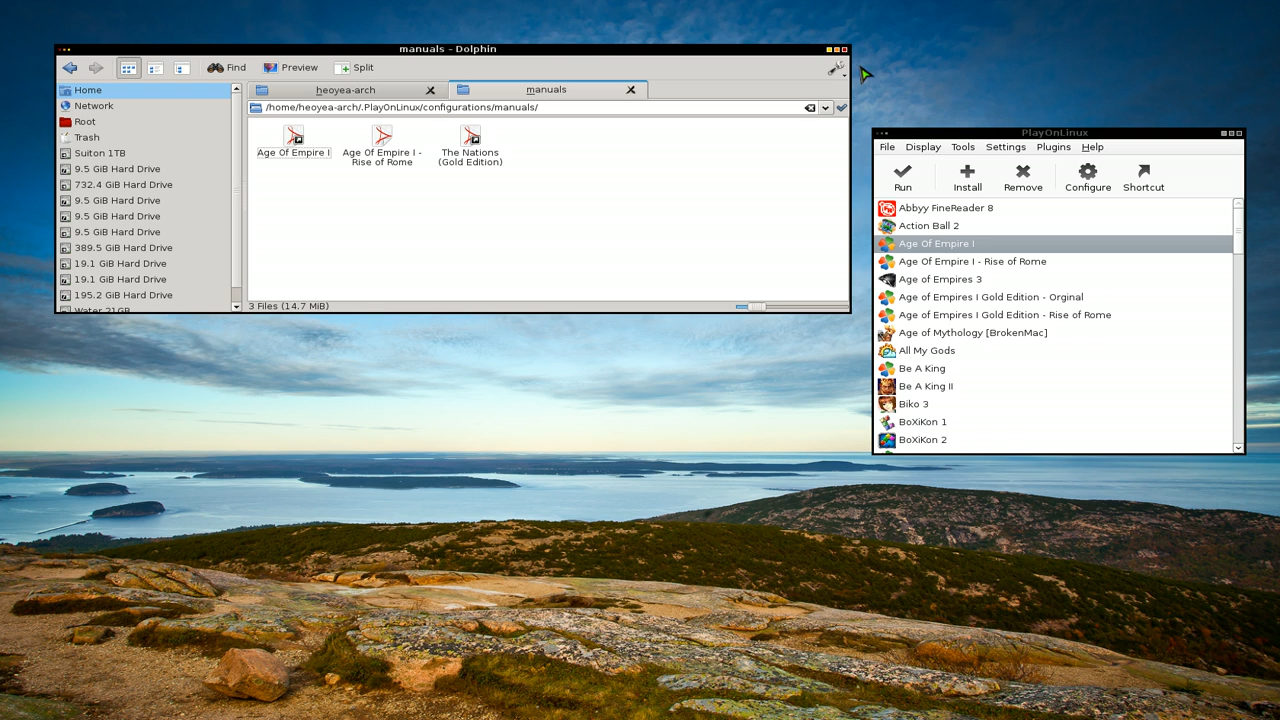 manuals – Dolphin
Find
Preview
Split
Home
Network
Root
Trash
Suiton 1TB
9.5 GiB Hard Drive
732.4 GiB Hard Drive
9.5 GiB Hard Drive
9.5 GiB Hard Drive
9.5 GiB Hard Drive
389.5 GiB Hard Drive
19.1 GiB Hard Drive
19.1 GiB Hard Drive
195.2 GiB Hard Drive
Water 21GB
heoyea-arch
manuals
/home/heoyea-arch/.PlayOnLinux/configurations/manuals/
Age Of Empire I
Age Of Empire I -
Rise of Rome
The Nations
(Gold Edition)
3 Files (14.7 MiB)
PlayOnLinux
File Display Tools Settings Plugins Help
Run Install Remove Configure Shortcut
Abbyy FineReader 8
Action Ball 2
Age Of Empire I
Age Of Empire I - Rise of Rome
Age of Empires 3
Age of Empires I Gold Edition - Orginal
Age of Empires I Gold Edition - Rise of Rome
Age of Mythology [BrokenMac]
All My Gods
Be A King
Be A King II
Biko 3
BoXiKon 1
BoXiKon 2